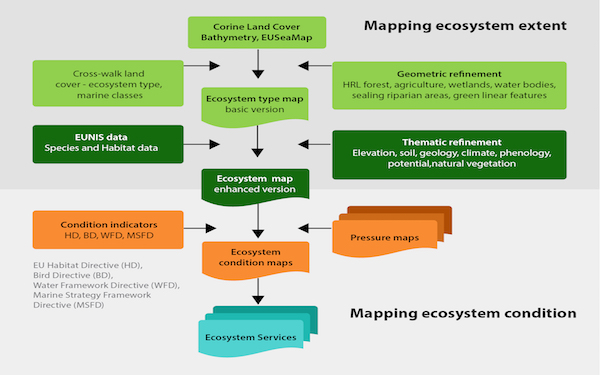 Mapping ecosystem extent
Corine Land Cover
Bathymetry, EUSeaMap
Cross-walk land
cover - ecosystem type,
marine classes
Geometric refinement
HRL forest, agriculture, wetlands, water bodies,
sealing riparian areas, green linear features
Ecosystem type map
basic version
EUNIS data
Species and Habitat data
Thematic refinement
Elevation, soil, geology, climate, phenology,
potential,natural vegetation
Ecosystem map
enhanced version
Condition indicators
HD, BD, WFD, MSFD
Pressure maps
Ecosystem
condition maps
EU Habitat Directive (HD),
Bird Directive (BD),
Water Framework Directive (WFD),
Marine Strategy Framework
Directive (MSFD)
Mapping ecosystem condition
Ecosystem Services